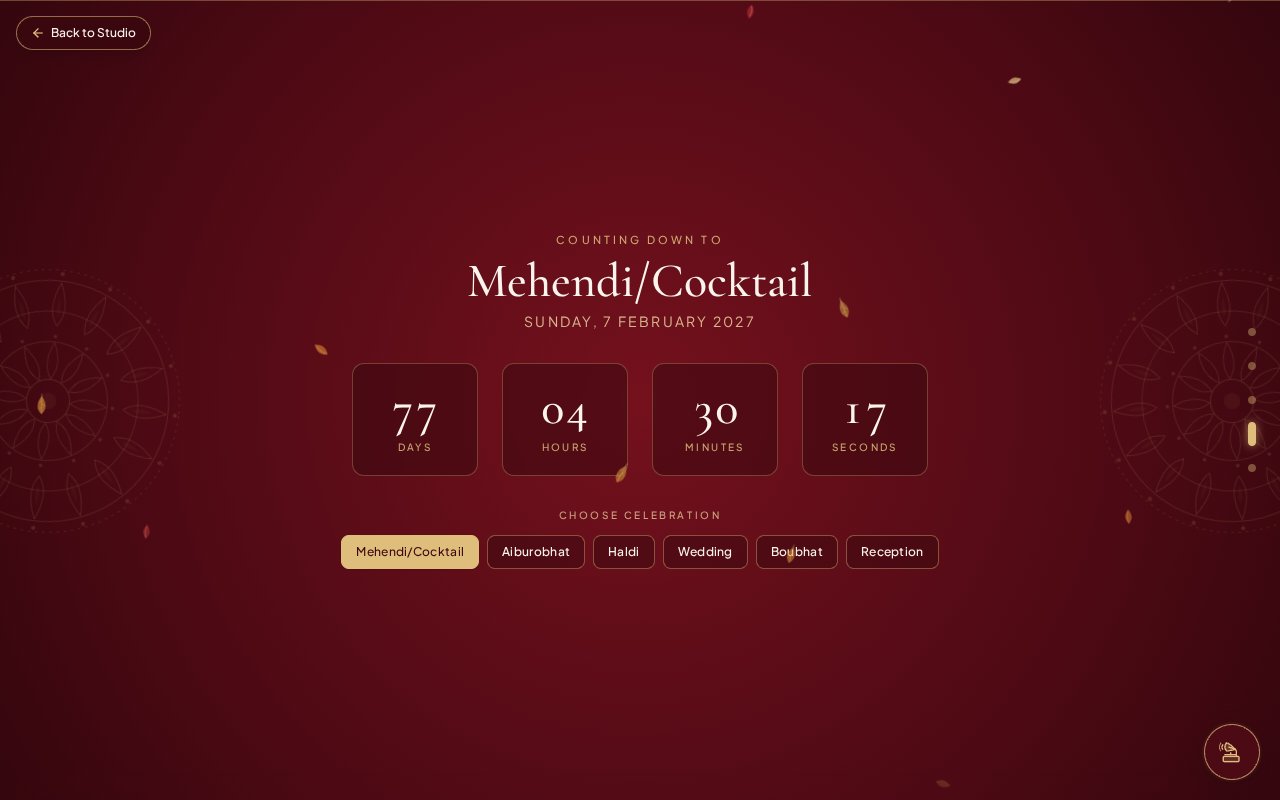 Back to Studio
COUNTING DOWN TO
Mehendi/Cocktail
SUNDAY, 7 FEBRUARY 2027
77 04 30 17
DAYS HOURS MINUTES SECONDS
CHOOSE CELEBRATION
Mehendi/Cocktail Aiburobhat Haldi Wedding Boubhat Reception